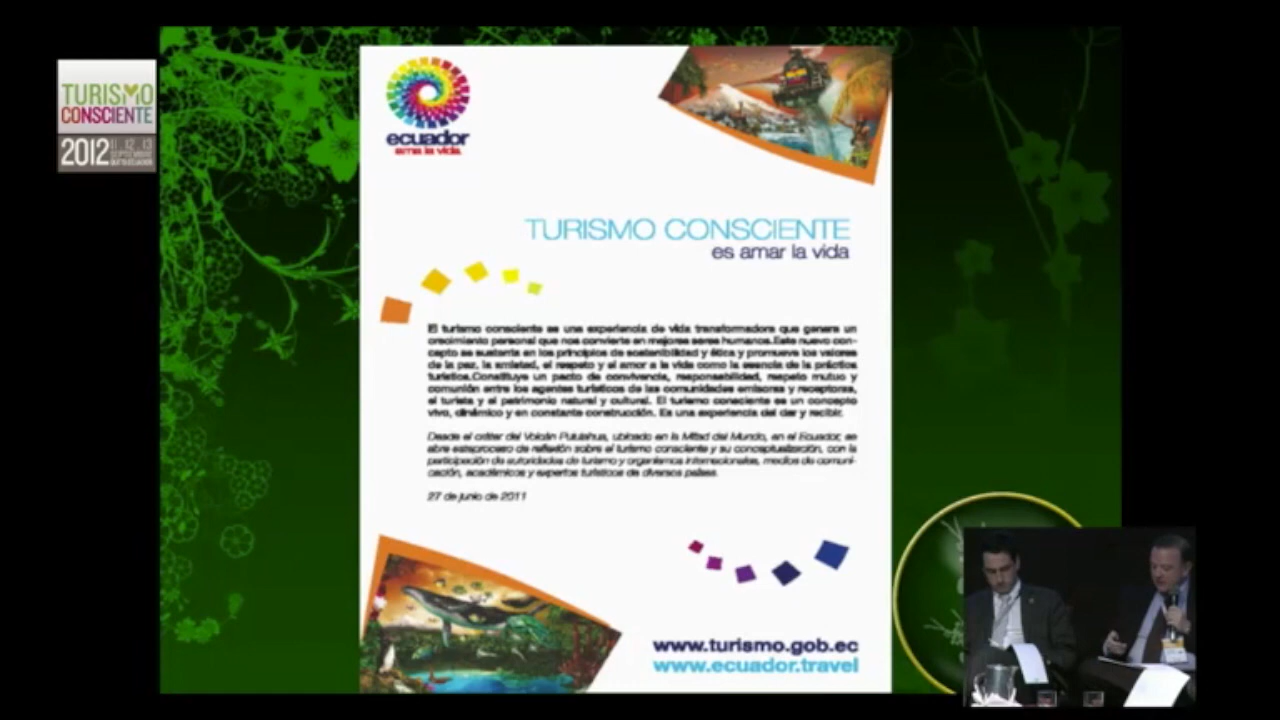 TURISMO
CONSCIENTE
2012 11 12 13
SEPTIEMBRE
QUITO ECUADOR
ecuador
ama la vida
TURISMO CONSCIENTE
es amar la vida
El turismo consciente es una experiencia de vida transformadora que genera un
crecimiento personal que nos convierte en mejores seres humanos.Este nuevo con-
cepto se sustenta en los principios de sostenibilidad y ética y promueve los valores
de la paz, la amistad, el respeto y el amor a la vida como la esencia de la práctica
turística.Constituye un pacto de convivencia, responsabilidad, respeto mutuo y
comunión entre los agentes turísticos de las comunidades emisoras y receptoras,
el turista y el patrimonio natural y cultural. El turismo consciente es un concepto
vivo, dinámico y en constante construcción. Es una experiencia del dar y recibir.
Desde el cráter del Volcán Pululahua, ubicado en la Mitad del Mundo, en el Ecuador, se
abre esteproceso de reflexión sobre el turismo consciente y su conceptualización, con la
participación de autoridades de turismo y organismos internacionales, medios de comuni-
cación, académicos y expertos turísticos de diversos países.
27 de junio de 2011
www.turismo.gob.ec
www.ecuador.travel